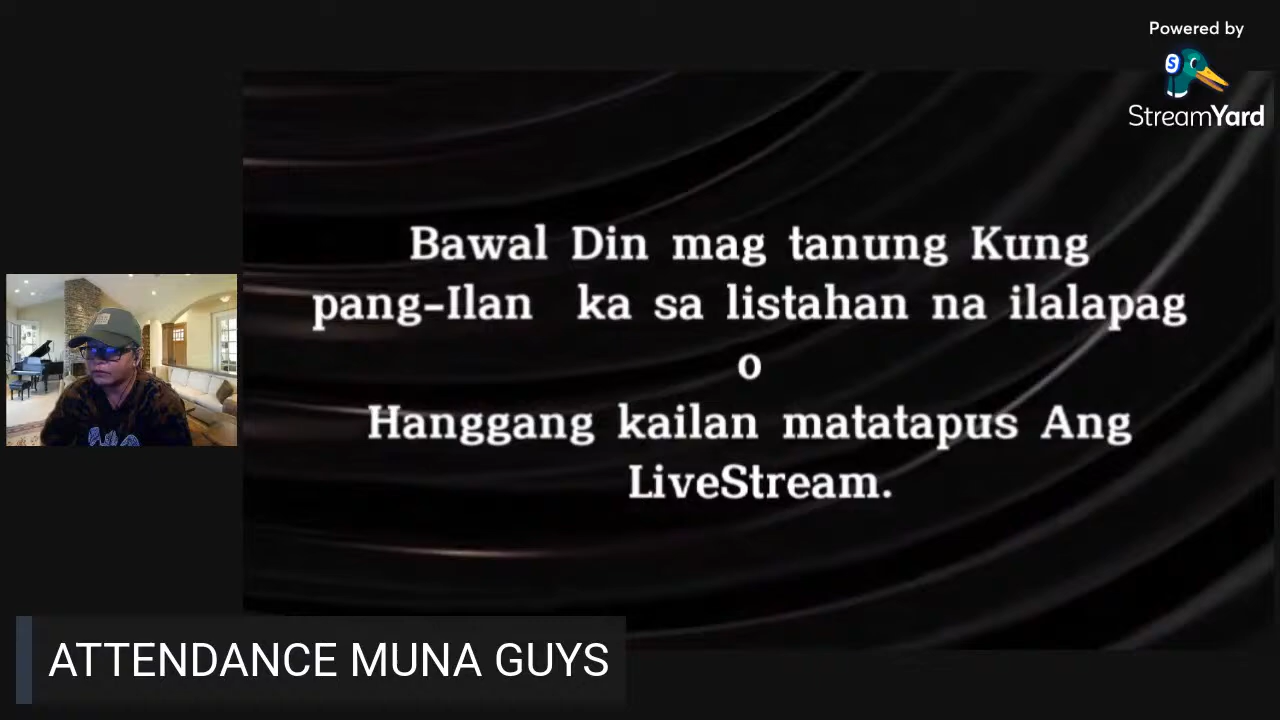 Powered by
StreamYard
Bawal Din mag tanung Kung
pang-Ilan ka sa listahan na ilalapag
o
Hanggang kailan matatapus Ang
LiveStream.
ATTENDANCE MUNA GUYS